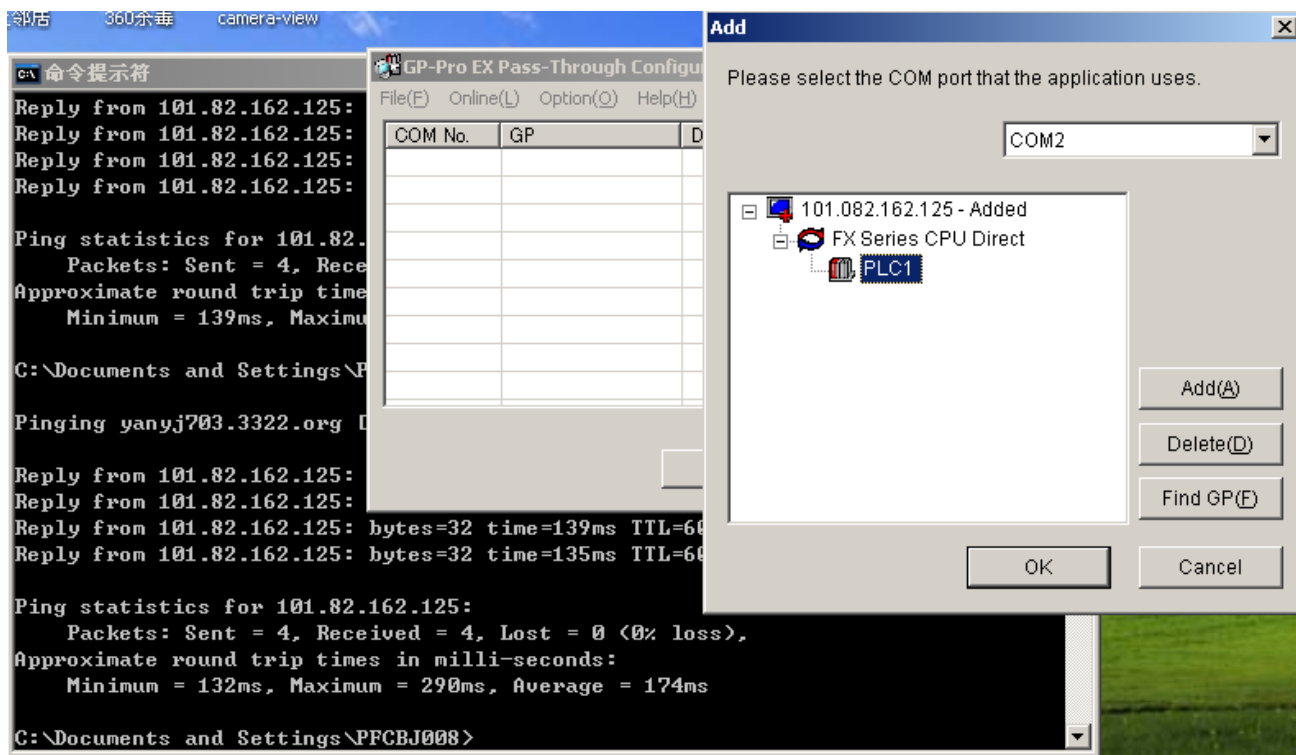 邻居
360杀毒
camera-view
命令提示符
Reply from 101.82.162.125:
Reply from 101.82.162.125:
Reply from 101.82.162.125:
Reply from 101.82.162.125:
Ping statistics for 101.82.
Packets: Sent = 4, Rece
Approximate round trip time
Minimum = 139ms, Maximu
C:\Documents and Settings\P
Pinging yanyj703.3322.org [
Reply from 101.82.162.125:
Reply from 101.82.162.125:
Reply from 101.82.162.125: bytes=32 time=139ms TTL=60
Reply from 101.82.162.125: bytes=32 time=135ms TTL=60
Ping statistics for 101.82.162.125:
Packets: Sent = 4, Received = 4, Lost = 0 (0% loss),
Approximate round trip times in milli-seconds:
Minimum = 132ms, Maximum = 290ms, Average = 174ms
C:\Documents and Settings\PFCBJ008>
GP-Pro EX Pass-Through Configu
File(F) Online(L) Option(O) Help(H)
COM No. GP D
Add
Please select the COM port that the application uses.
COM2
101.082.162.125 - Added
FX Series CPU Direct
PLC1
Add(A)
Delete(D)
Find GP(F)
OK Cancel